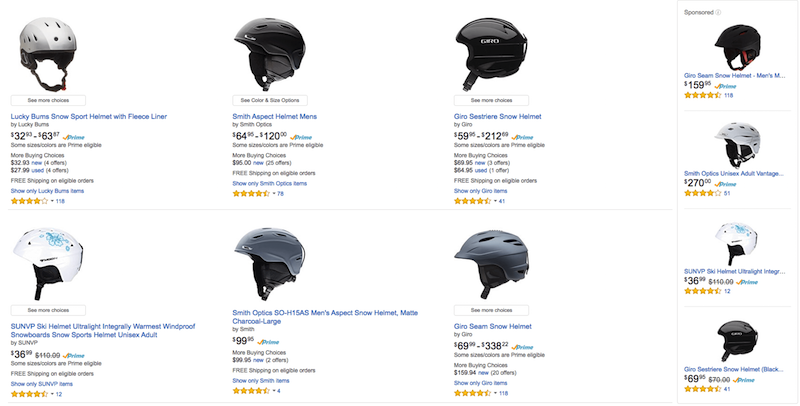 See more choices
Lucky Bums Snow Sport Helmet with Fleece Liner
by Lucky Bums
$32.93 - $63.87 Prime
Some sizes/colors are Prime eligible
More Buying Choices
$32.93 new (4 offers)
$27.99 used (4 offers)
FREE Shipping on eligible orders
Show only Lucky Bums items
118
See Color & Size Options
Smith Aspect Helmet Mens
by Smith Optics
$64.95 - $120.00 Prime
Some sizes/colors are Prime eligible
More Buying Choices
$95.00 new (25 offers)
FREE Shipping on eligible orders
Show only Smith Optics items
78
GIRO
See more choices
Giro Sestriere Snow Helmet
by Giro
$59.95 - $212.69 Prime
Some sizes/colors are Prime eligible
More Buying Choices
$69.95 new (3 offers)
$64.95 used (1 offer)
FREE Shipping on eligible orders
Show only Giro items
41
See more choices
SUNVP Ski Helmet Ultralight Integrally Warmest Windproof
Snowboards Snow Sports Helmet Unisex Adult
by SUNVP
$36.99 $110.09 Prime
Some sizes/colors are Prime eligible
FREE Shipping on eligible orders
Show only SUNVP items
12
Smith Optics SO-H15AS Men's Aspect Snow Helmet, Matte
Charcoal-Large
by Smith
$99.95 Prime
More Buying Choices
$99.95 new (2 offers)
FREE Shipping on eligible orders
Show only Smith items
4
See more choices
Giro Seam Snow Helmet
by Giro
$69.99 - $338.22 Prime
Some sizes/colors are Prime eligible
More Buying Choices
$159.94 new (20 offers)
FREE Shipping on eligible orders
Show only Giro items
118
Sponsored
Giro Seam Snow Helmet - Men's M...
$159.95 Prime
118
Smith Optics Unisex Adult Vantage...
$270.00 Prime
51
SUNVP Ski Helmet Ultralight Integr...
$36.99 $110.09 Prime
12
Giro Sestriere Snow Helmet (Black...
$69.95 $70.00 Prime
41